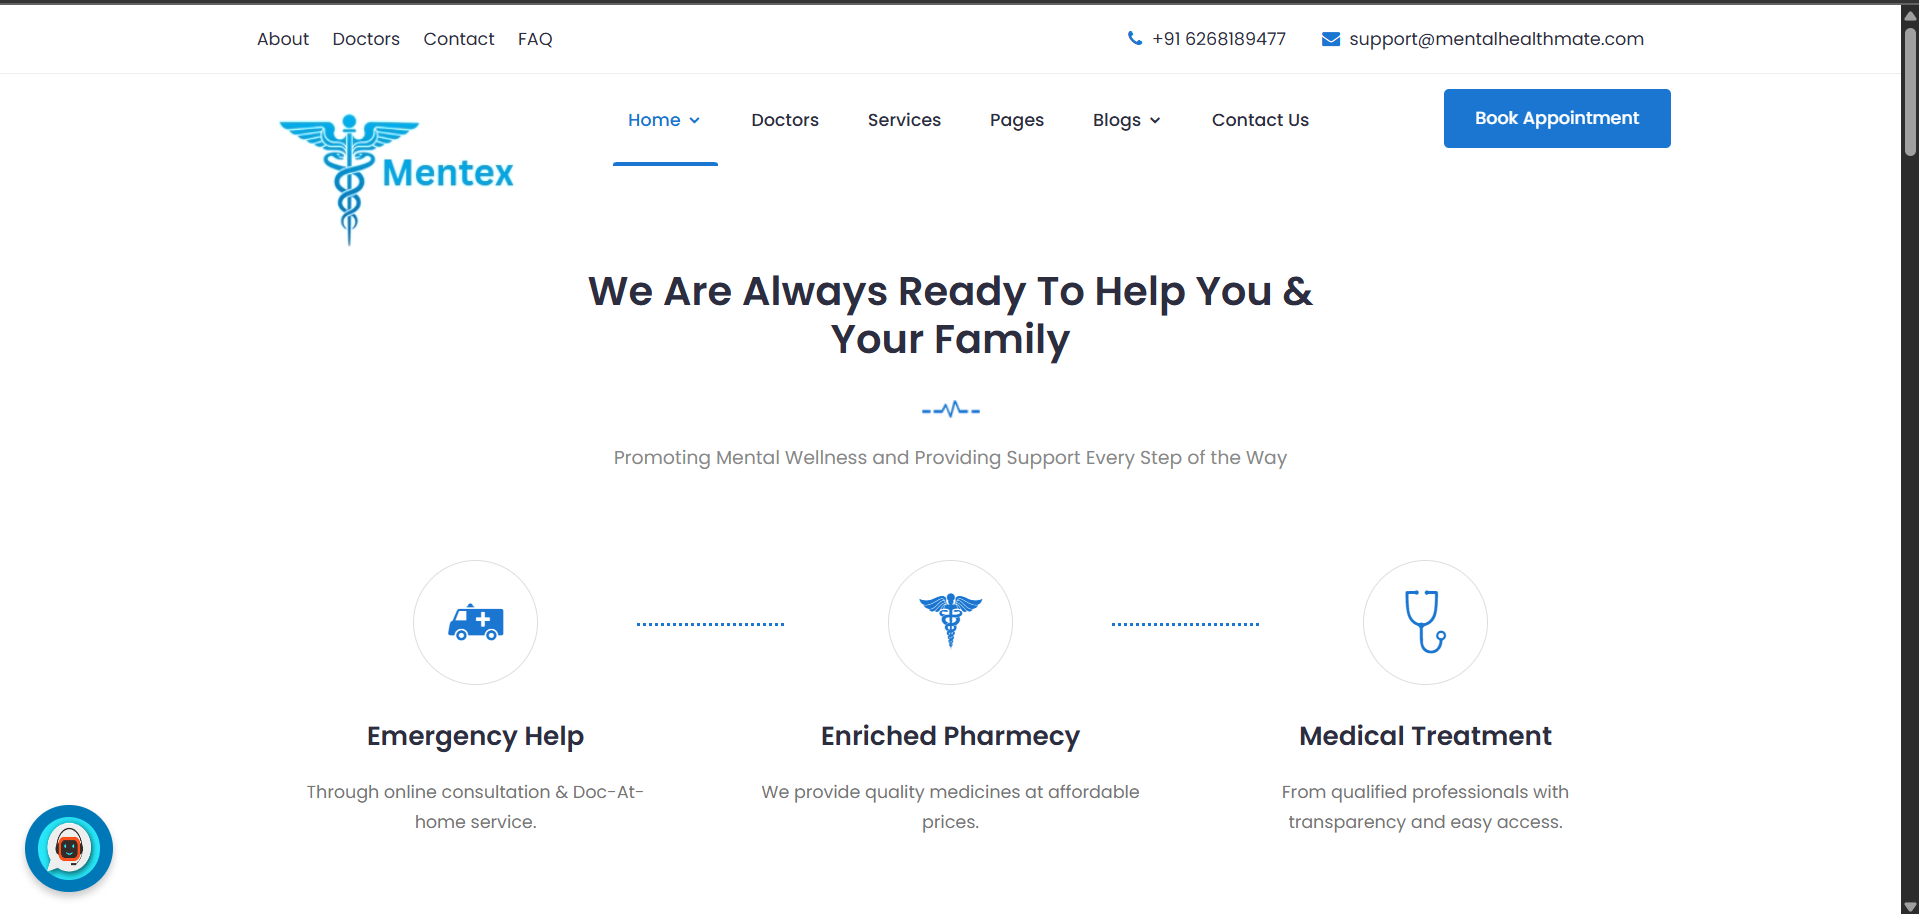 About Doctors Contact FAQ
+91 6268189477 support@mentalhealthmate.com
Mentex
Home Doctors Services Pages Blogs Contact Us
Book Appointment
We Are Always Ready To Help You &
Your Family
Promoting Mental Wellness and Providing Support Every Step of the Way
Emergency Help
Through online consultation & Doc-At-
home service.
Enriched Pharmecy
We provide quality medicines at affordable
prices.
Medical Treatment
From qualified professionals with
transparency and easy access.